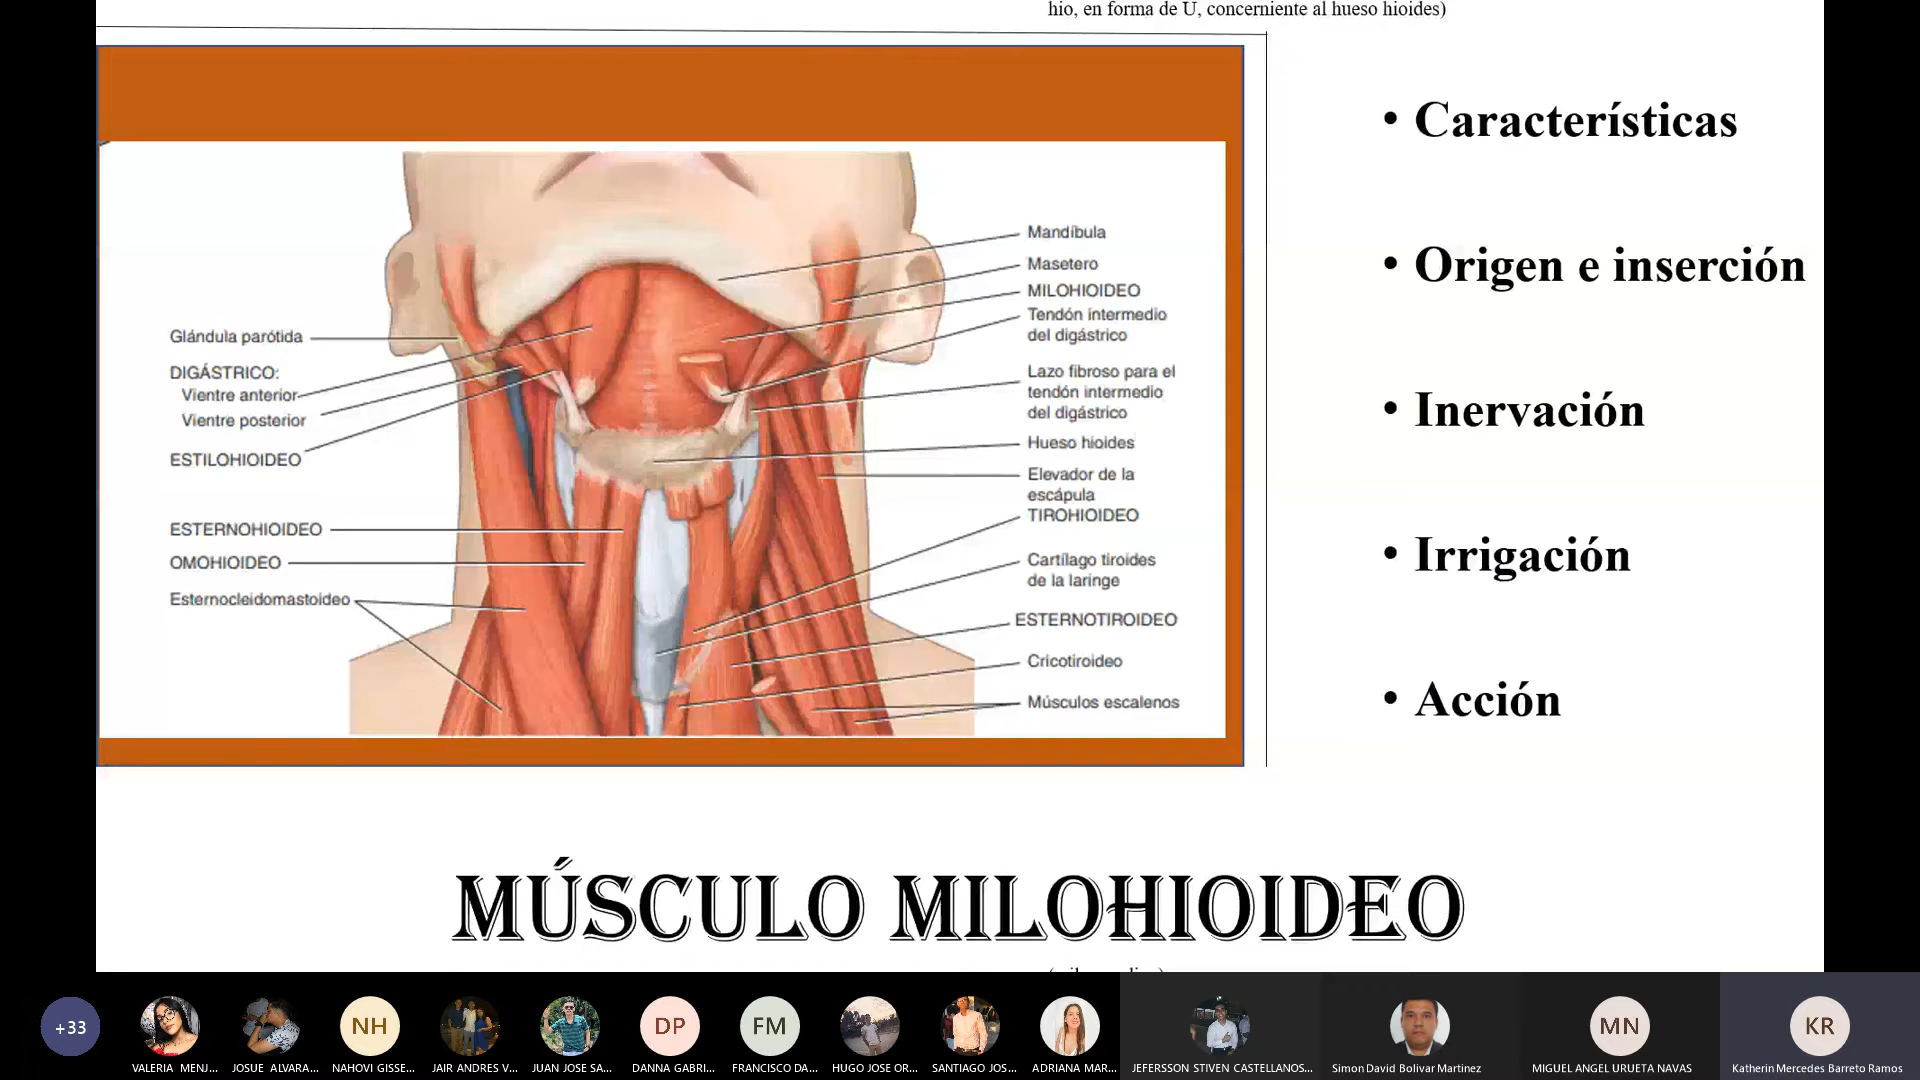 hio, en forma de U, concerniente al hueso hioides)
Glándula parótida
DIGÁSTRICO:
Vientre anterior
Vientre posterior
ESTILOHIOIDEO
ESTERNOHIOIDEO
OMOHIOIDEO
Esternocleidomastoideo
Mandíbula
Masetero
MILOHIOIDEO
Tendón intermedio
del digástrico
Lazo fibroso para el
tendón intermedio
del digástrico
Hueso hioides
Elevador de la
escápula
TIROHIOIDEO
Cartílago tiroides
de la laringe
ESTERNOTIROIDEO
Cricotiroideo
Músculos escalenos
• Características
• Origen e inserción
• Inervación
• Irrigación
• Acción
MÚSCULO MILOHIOIDEO
+33
VALERIA MENJ...
JOSUE ALVARA...
NH
NAHOVI GISSE...
JAIR ANDRES V...
JUAN JOSE SA...
DP
DANNA GABRI...
FM
FRANCISCO DA...
HUGO JOSE OR...
SANTIAGO JOS...
ADRIANA MAR...
JEFERSSON STIVEN CASTELLANOS...
Simon David Bolivar Martinez
MN
MIGUEL ANGEL URUETA NAVAS
KR
Katherin Mercedes Barreto Ramos